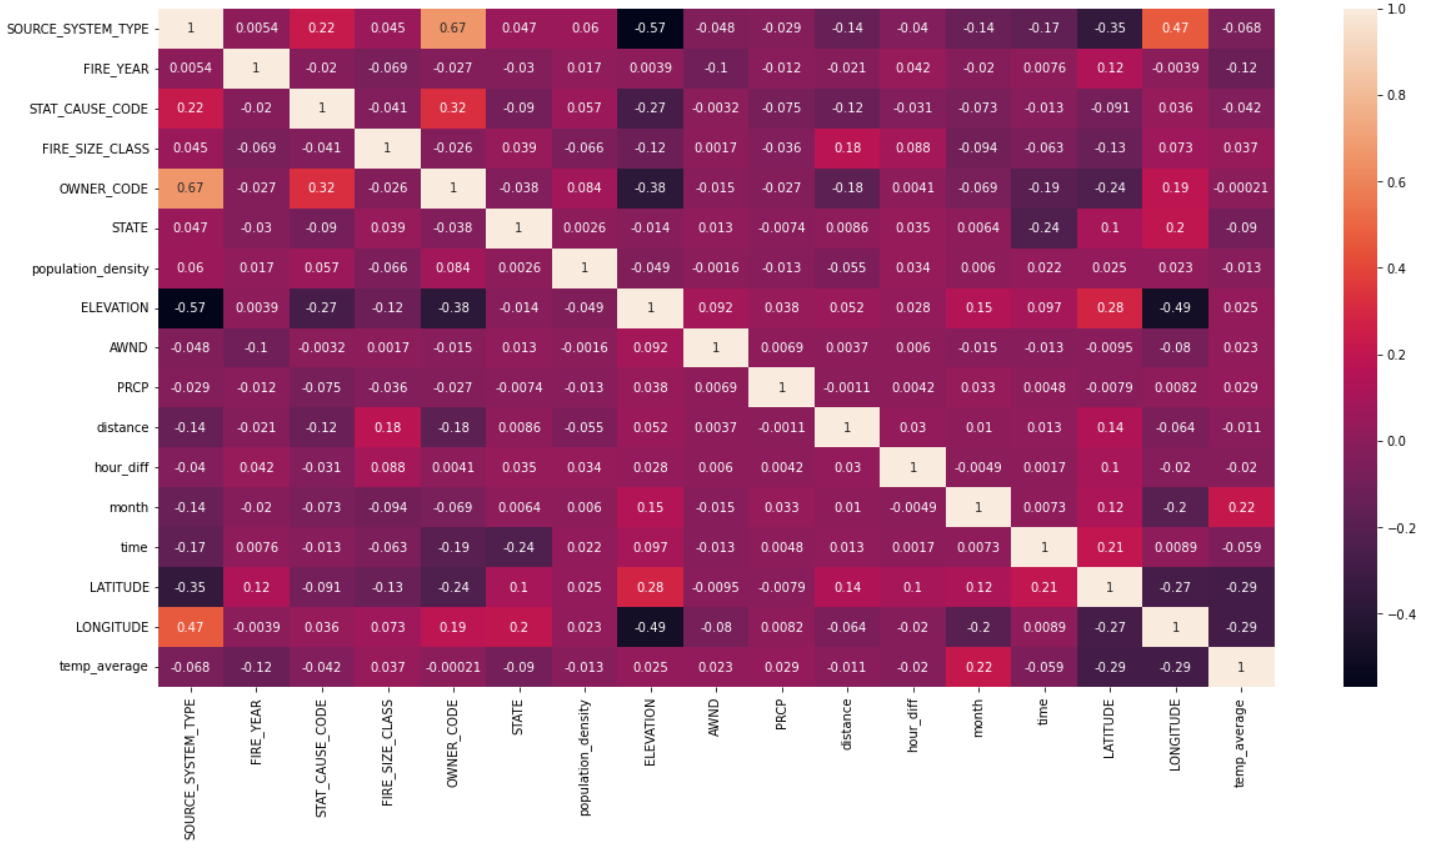 SOURCE_SYSTEM_TYPE 1 0.0054 0.22 0.045 0.67 0.047 0.06 -0.57 -0.048 -0.029 -0.14 -0.04 -0.14 -0.17 -0.35 0.47 -0.068
FIRE_YEAR 0.0054 1 -0.02 -0.069 -0.027 -0.03 0.017 0.0039 -0.1 -0.012 -0.021 0.042 -0.02 0.0076 0.12 -0.0039 -0.12
STAT_CAUSE_CODE 0.22 -0.02 1 -0.041 0.32 -0.09 0.057 -0.27 -0.0032 -0.075 -0.12 -0.031 -0.073 -0.013 -0.091 0.036 -0.042
FIRE_SIZE_CLASS 0.045 -0.069 -0.041 1 -0.026 0.039 -0.066 -0.12 0.0017 -0.036 0.18 0.088 -0.094 -0.063 -0.13 0.073 0.037
OWNER_CODE 0.67 -0.027 0.32 -0.026 1 -0.038 0.084 -0.38 -0.015 -0.027 -0.18 0.0041 -0.069 -0.19 -0.24 0.19 -0.00021
STATE 0.047 -0.03 -0.09 0.039 -0.038 1 0.0026 -0.014 0.013 -0.0074 0.0086 0.035 0.0064 -0.24 0.1 0.2 -0.09
population_density 0.06 0.017 0.057 -0.066 0.084 0.0026 1 -0.049 -0.0016 -0.013 -0.055 0.034 0.006 0.022 0.025 0.023 -0.013
ELEVATION -0.57 0.0039 -0.27 -0.12 -0.38 -0.014 -0.049 1 0.092 0.038 0.052 0.028 0.15 0.097 0.28 -0.49 0.025
AWND -0.048 -0.1 -0.0032 0.0017 -0.015 0.013 -0.0016 0.092 1 0.0069 0.0037 0.006 -0.015 -0.013 -0.0095 -0.08 0.023
PRCP -0.029 -0.012 -0.075 -0.036 -0.027 -0.0074 -0.013 0.038 0.0069 1 -0.0011 0.0042 0.033 0.0048 -0.0079 0.0082 0.029
distance -0.14 -0.021 -0.12 0.18 -0.18 0.0086 -0.055 0.052 0.0037 -0.0011 1 0.03 0.01 0.013 0.14 -0.064 -0.011
hour_diff -0.04 0.042 -0.031 0.088 0.0041 0.035 0.034 0.028 0.006 0.0042 0.03 1 -0.0049 0.0017 0.1 -0.02 -0.02
month -0.14 -0.02 -0.073 -0.094 -0.069 0.0064 0.006 0.15 -0.015 0.033 0.01 -0.0049 1 0.0073 0.12 -0.2 0.22
time -0.17 0.0076 -0.013 -0.063 -0.19 -0.24 0.022 0.097 -0.013 0.0048 0.013 0.0017 0.0073 1 0.21 0.0089 -0.059
LATITUDE -0.35 0.12 -0.091 -0.13 -0.24 0.1 0.025 0.28 -0.0095 -0.0079 0.14 0.1 0.12 0.21 1 -0.27 -0.29
LONGITUDE 0.47 -0.0039 0.036 0.073 0.19 0.2 0.023 -0.49 -0.08 0.0082 -0.064 -0.02 -0.2 0.0089 -0.27 1 -0.29
temp_average -0.068 -0.12 -0.042 0.037 -0.00021 -0.09 -0.013 0.025 0.023 0.029 -0.011 -0.02 0.22 -0.059 -0.29 -0.29 1
SOURCE_SYSTEM_TYPE
FIRE_YEAR
STAT_CAUSE_CODE
FIRE_SIZE_CLASS
OWNER_CODE
STATE
population_density
ELEVATION
AWND
PRCP
distance
hour_diff
month
time
LATITUDE
LONGITUDE
temp_average
1.0
0.8
0.6
0.4
0.2
0.0
−0.2
−0.4